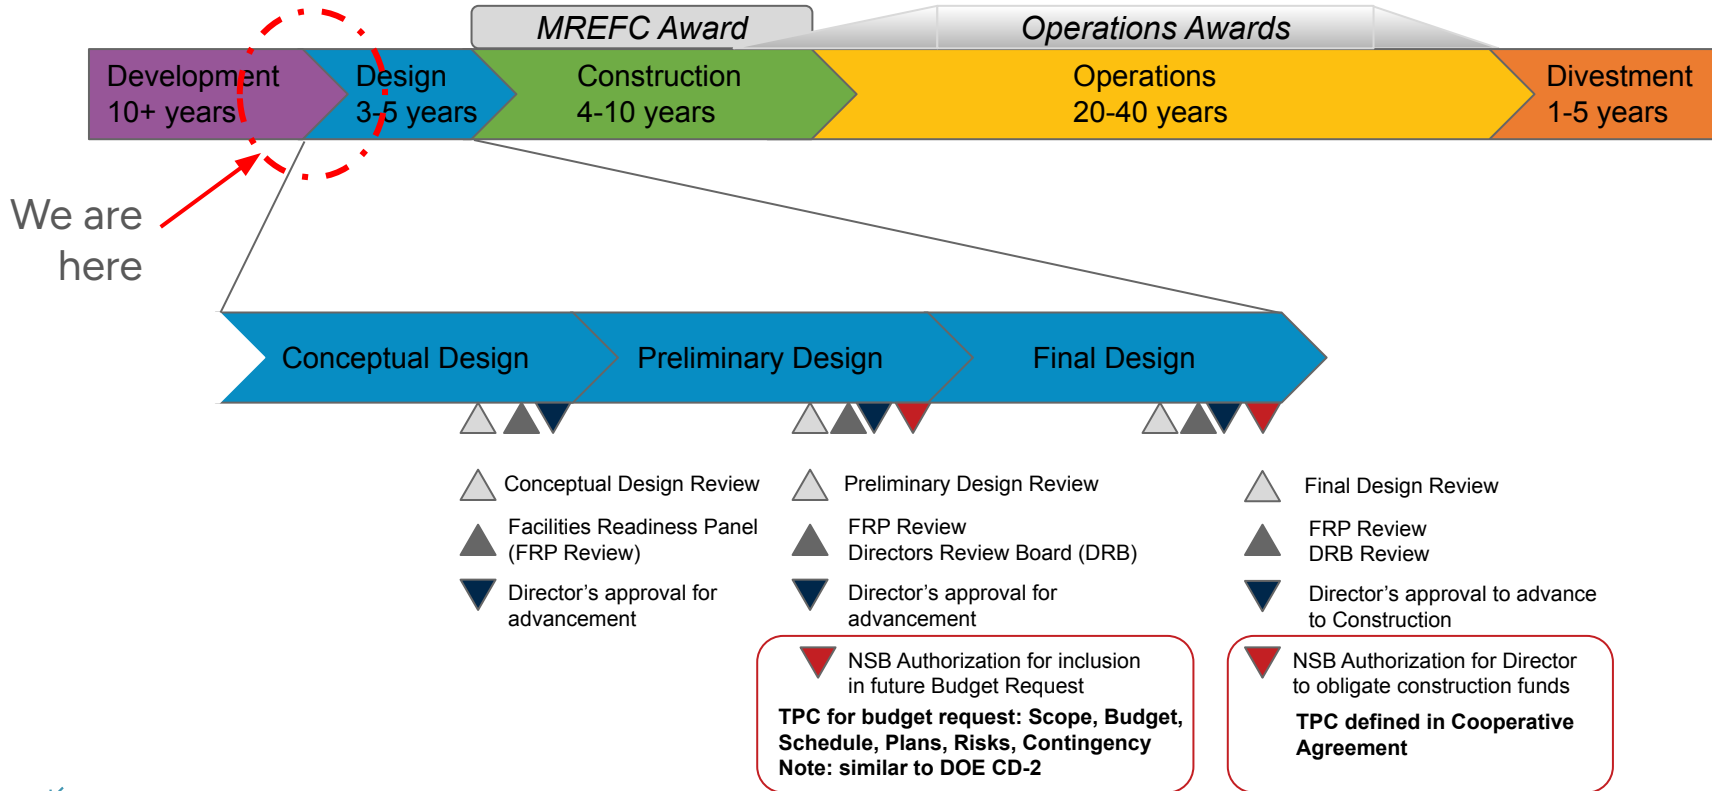 MREFC Award
Operations Awards
Development
10+ years
Design
3-5 years
Construction
4-10 years
Operations
20-40 years
Divestment
1-5 years
We are
here
Conceptual Design
Preliminary Design
Final Design
Conceptual Design Review
Facilities Readiness Panel
(FRP Review)
Director’s approval for
advancement
Preliminary Design Review
FRP Review
Directors Review Board (DRB)
Director’s approval for
advancement
NSB Authorization for inclusion
in future Budget Request
TPC for budget request: Scope, Budget,
Schedule, Plans, Risks, Contingency
Note: similar to DOE CD-2
Final Design Review
FRP Review
DRB Review
Director’s approval to advance
to Construction
NSB Authorization for Director
to obligate construction funds
TPC defined in Cooperative
Agreement